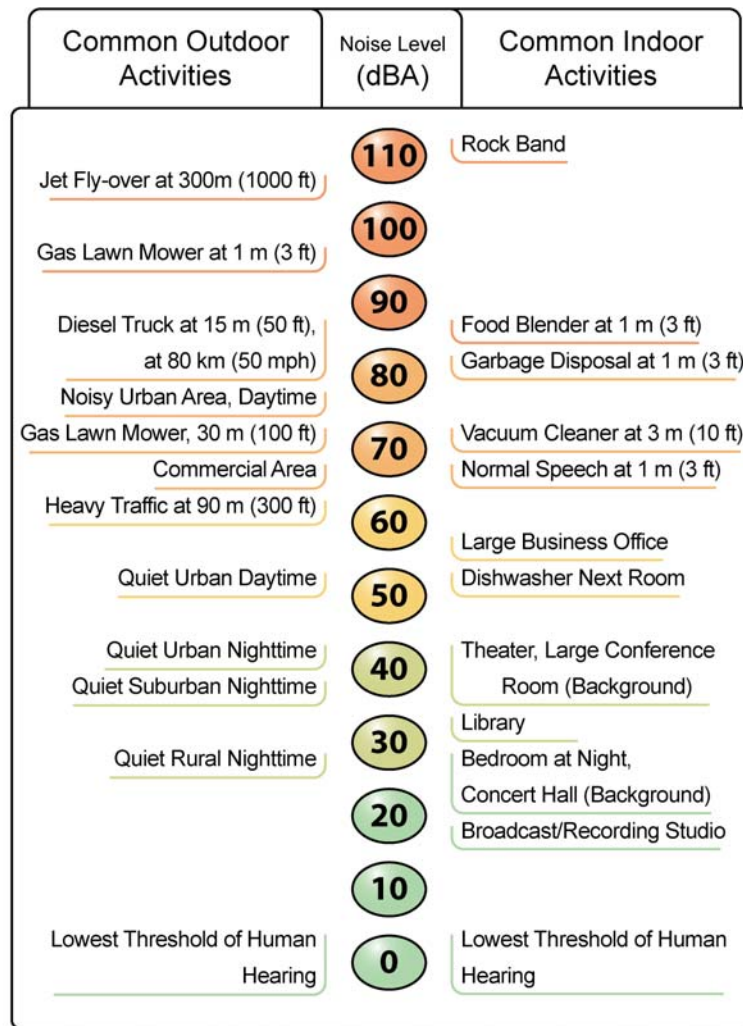 Common Outdoor
Activities
Noise Level
(dBA)
Common Indoor
Activities
110
Rock Band
Jet Fly-over at 300m (1000 ft)
100
Gas Lawn Mower at 1 m (3 ft)
90
Diesel Truck at 15 m (50 ft),
at 80 km (50 mph)
Food Blender at 1 m (3 ft)
80
Garbage Disposal at 1 m (3 ft)
Noisy Urban Area, Daytime
Gas Lawn Mower, 30 m (100 ft)
70
Vacuum Cleaner at 3 m (10 ft)
Commercial Area
Normal Speech at 1 m (3 ft)
Heavy Traffic at 90 m (300 ft)
60
Large Business Office
Quiet Urban Daytime
50
Dishwasher Next Room
Quiet Urban Nighttime
40
Theater, Large Conference
Room (Background)
Quiet Suburban Nighttime
30
Library
Quiet Rural Nighttime
Bedroom at Night,
Concert Hall (Background)
20
Broadcast/Recording Studio
10
Lowest Threshold of Human
Hearing
0
Lowest Threshold of Human
Hearing